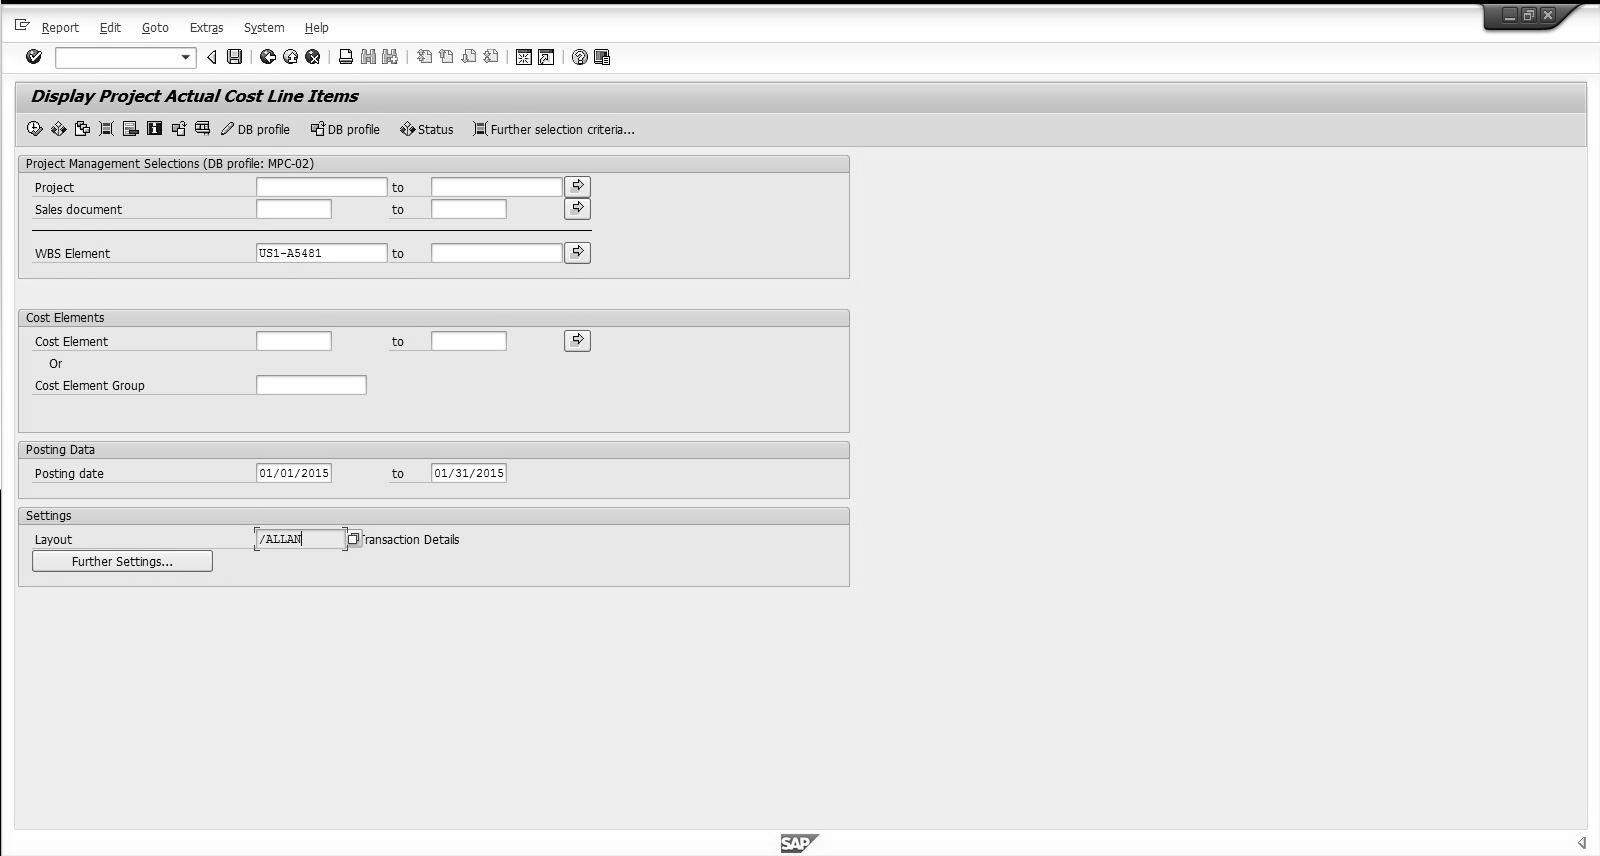 Report Edit Goto Extras System Help
Display Project Actual Cost Line Items
DB profile DB profile Status Further selection criteria...
Project Management Selections (DB profile: MPC-02)
Project to
Sales document to
WBS Element US1-A5481 to
Cost Elements
Cost Element to
Or
Cost Element Group
Posting Data
Posting date 01/01/2015 to 01/31/2015
Settings
Layout /ALLAN ransaction Details
Further Settings...
SAP